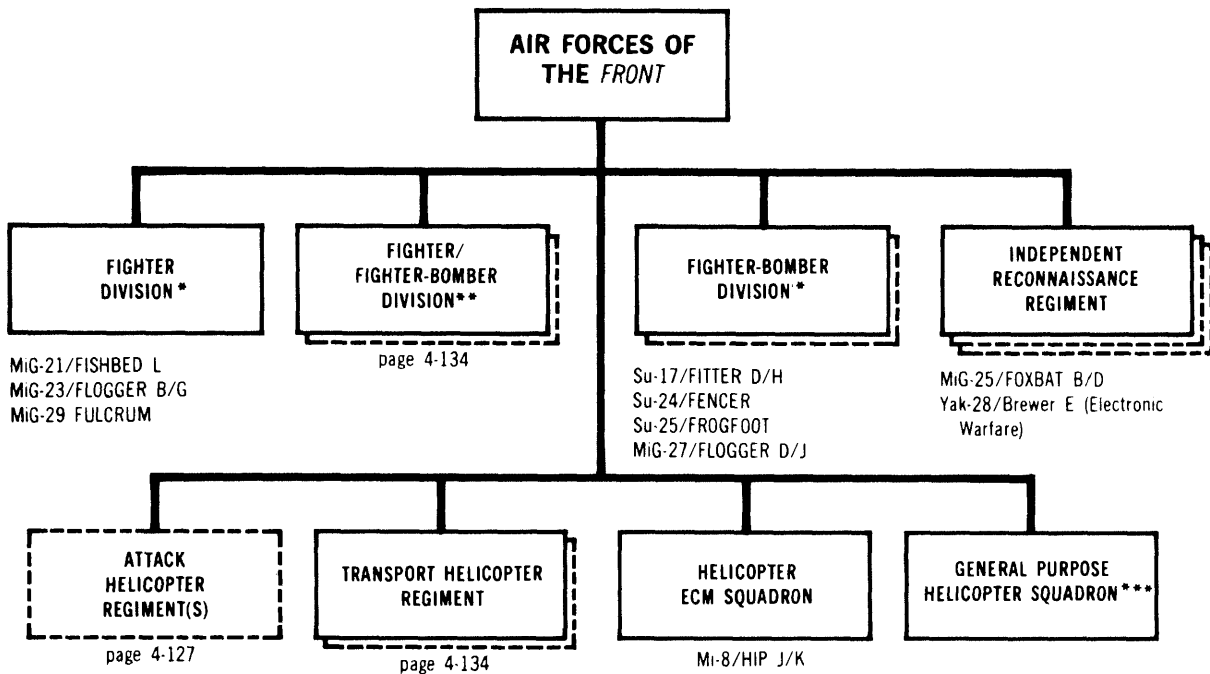 AIR FORCES OF
THE FRONT
FIGHTER
DIVISION*
MiG-21/FISHBED L
MiG-23/FLOGGER B/G
MiG-29 FULCRUM
FIGHTER/
FIGHTER-BOMBER
DIVISION**
page 4-134
FIGHTER-BOMBER
DIVISION*
Su-17/FITTER D/H
Su-24/FENCER
Su-25/FROGFOOT
MiG-27/FLOGGER D/J
INDEPENDENT
RECONNAISSANCE
REGIMENT
MiG-25/FOXBAT B/D
Yak-28/Brewer E (Electronic
Warfare)
ATTACK
HELICOPTER
REGIMENT(S)
page 4-127
TRANSPORT HELICOPTER
REGIMENT
page 4-134
HELICOPTER
ECM SQUADRON
Mi-8/HIP J/K
GENERAL PURPOSE
HELICOPTER SQUADRON***